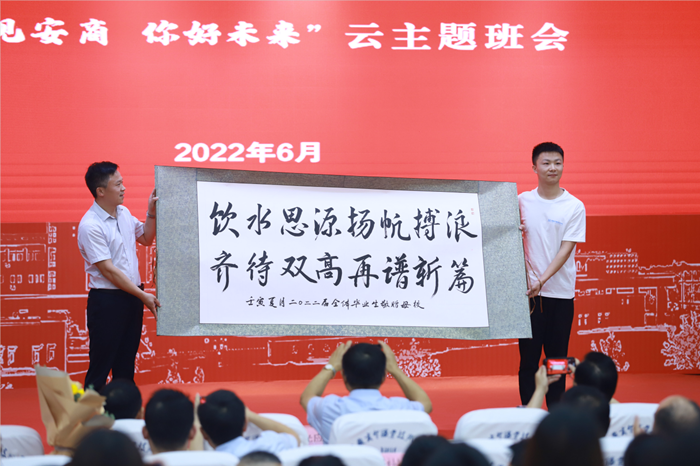 见安商 你好未来”云主题班会
2022年6月
饮水思源扬帆搏浪
齐待双高再谱新篇
壬寅夏月二〇二二届全体毕业生敬赠母校